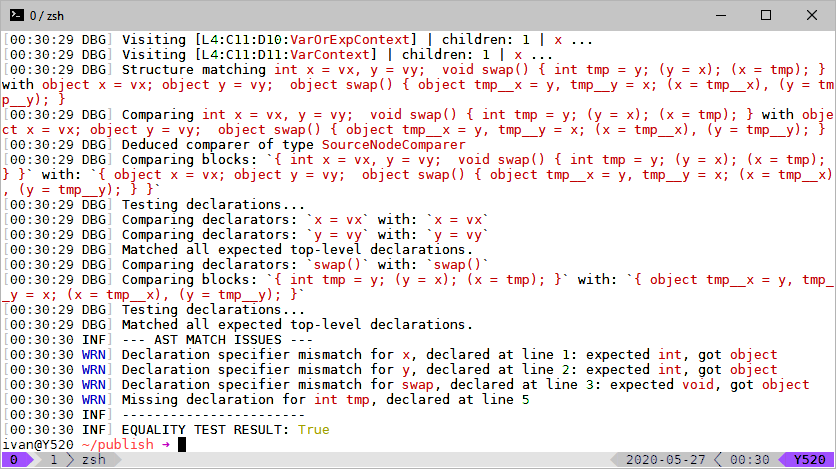 0 / zsh
[00:30:29 DBG] Visiting [L4:C11:D10:VarOrExpContext] | children: 1 | x ...
[00:30:29 DBG] Visiting [L4:C11:D11:VarContext] | children: 1 | x ...
[00:30:29 DBG] Structure matching int x = vx, y = vy;  void swap() { int tmp = y; (y = x); (x = tmp); }
with object x = vx; object y = vy;  object swap() { object tmp__x = y, tmp__y = x; (x = tmp__x), (y = tm
p__y); }
[00:30:29 DBG] Comparing int x = vx, y = vy;  void swap() { int tmp = y; (y = x); (x = tmp); } with obje
ct x = vx; object y = vy;  object swap() { object tmp__x = y, tmp__y = x; (x = tmp__x), (y = tmp__y); }
[00:30:29 DBG] Deduced comparer of type SourceNodeComparer
[00:30:29 DBG] Comparing blocks: `{ int x = vx, y = vy;  void swap() { int tmp = y; (y = x); (x = tmp);
} }` with: `{ object x = vx; object y = vy;  object swap() { object tmp__x = y, tmp__y = x; (x = tmp__x)
, (y = tmp__y); } }`
[00:30:29 DBG] Testing declarations...
[00:30:29 DBG] Comparing declarators: `x = vx` with: `x = vx`
[00:30:29 DBG] Comparing declarators: `y = vy` with: `y = vy`
[00:30:29 DBG] Matched all expected top-level declarations.
[00:30:29 DBG] Comparing declarators: `swap()` with: `swap()`
[00:30:29 DBG] Comparing blocks: `{ int tmp = y; (y = x); (x = tmp); }` with: `{ object tmp__x = y, tmp_
_y = x; (x = tmp__x), (y = tmp__y); }`
[00:30:29 DBG] Testing declarations...
[00:30:29 DBG] Matched all expected top-level declarations.
[00:30:30 INF] --- AST MATCH ISSUES ---
[00:30:30 WRN] Declaration specifier mismatch for x, declared at line 1: expected int, got object
[00:30:30 WRN] Declaration specifier mismatch for y, declared at line 2: expected int, got object
[00:30:30 WRN] Declaration specifier mismatch for swap, declared at line 3: expected void, got object
[00:30:30 WRN] Missing declaration for int tmp, declared at line 5
[00:30:30 INF] -----------------------
[00:30:30 INF] EQUALITY TEST RESULT: True
ivan@Y520 ~/publish ➜
0 1 zsh 2020-05-27 00:30 Y520